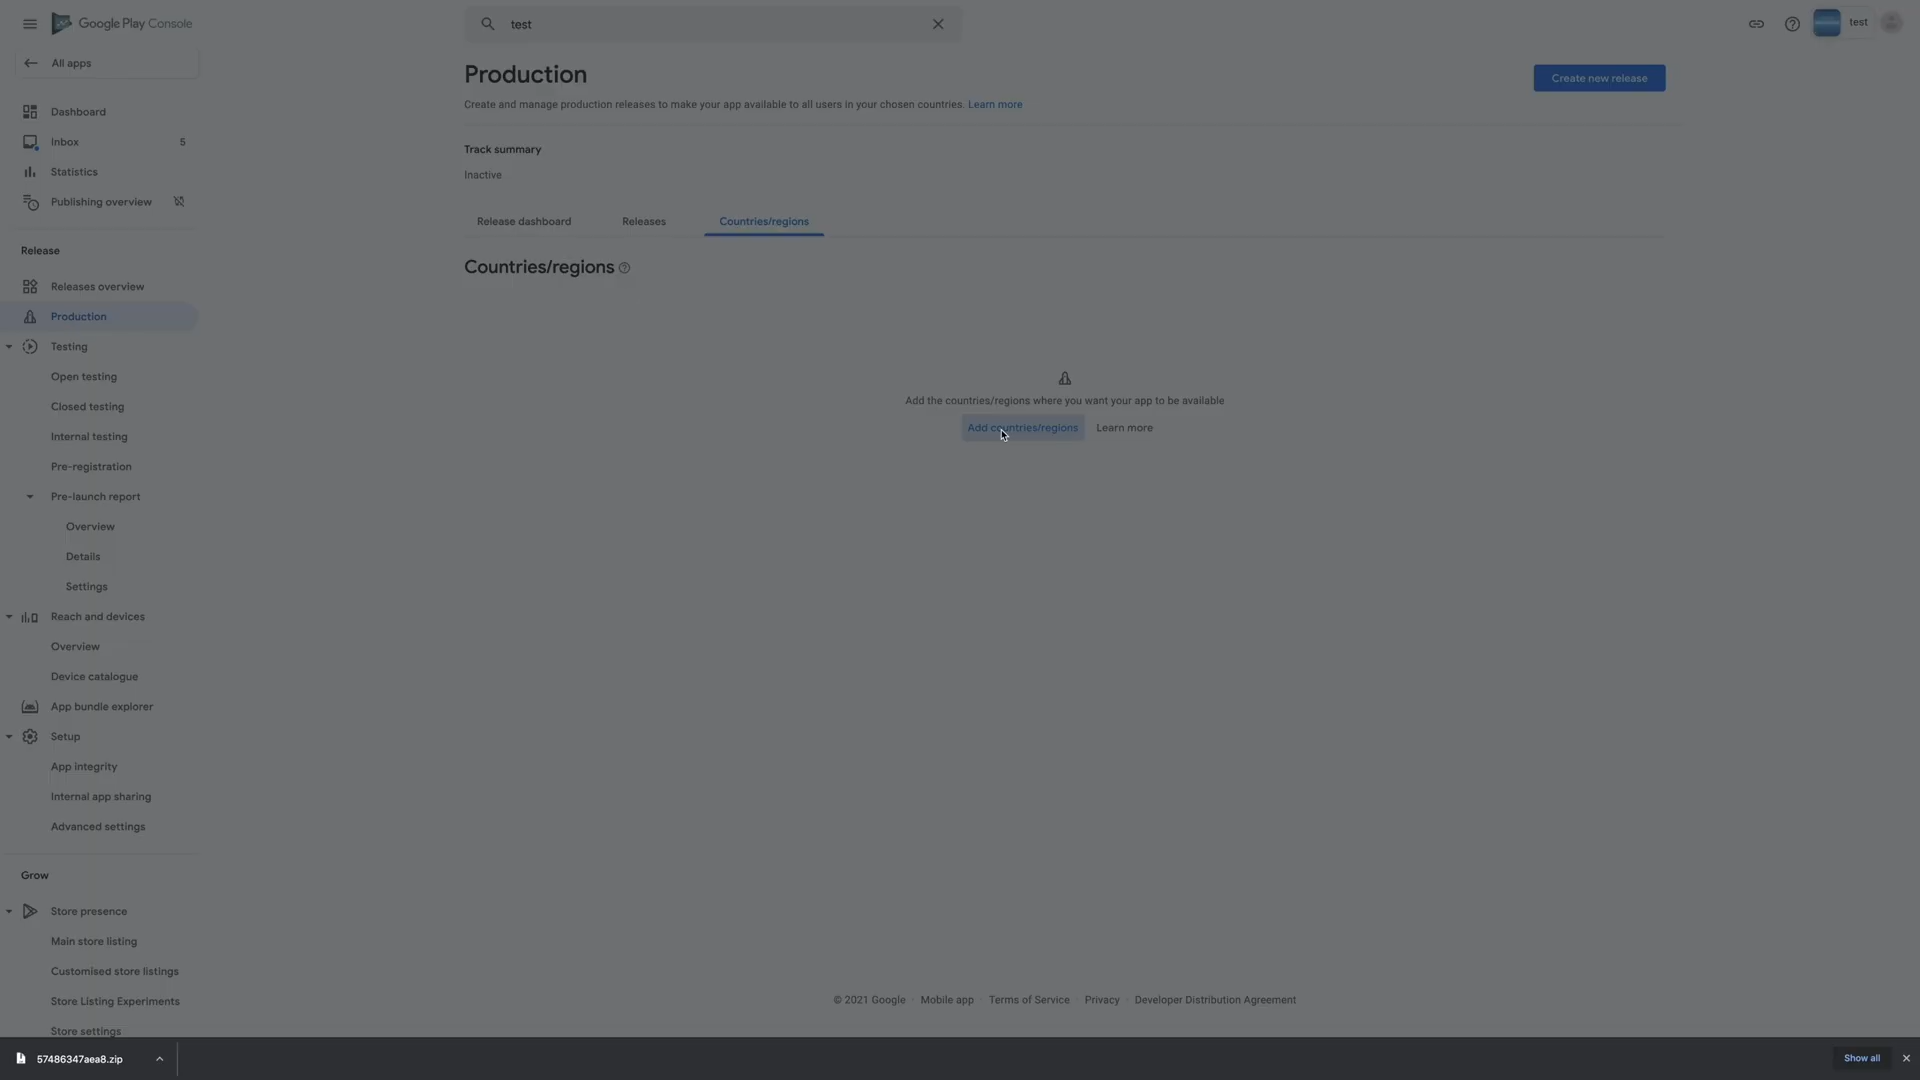 Google Play Console
test
test
All apps
Dashboard
Inbox 5
Statistics
Publishing overview
Release
Releases overview
Production
Testing
Open testing
Closed testing
Internal testing
Pre-registration
Pre-launch report
Overview
Details
Settings
Reach and devices
Overview
Device catalogue
App bundle explorer
Setup
App integrity
Internal app sharing
Advanced settings
Grow
Store presence
Main store listing
Customised store listings
Store Listing Experiments
Store settings
Production
Create new release
Create and manage production releases to make your app available to all users in your chosen countries. Learn more
Track summary
Inactive
Release dashboard Releases Countries/regions
Countries/regions
Add the countries/regions where you want your app to be available
Add countries/regions Learn more
© 2021 Google · Mobile app · Terms of Service · Privacy · Developer Distribution Agreement
57486347aea8.zip
Show all